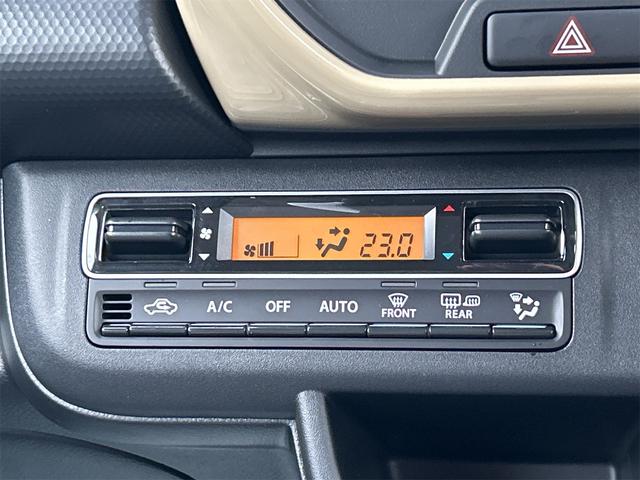 23.0
A/C OFF AUTO FRONT REAR